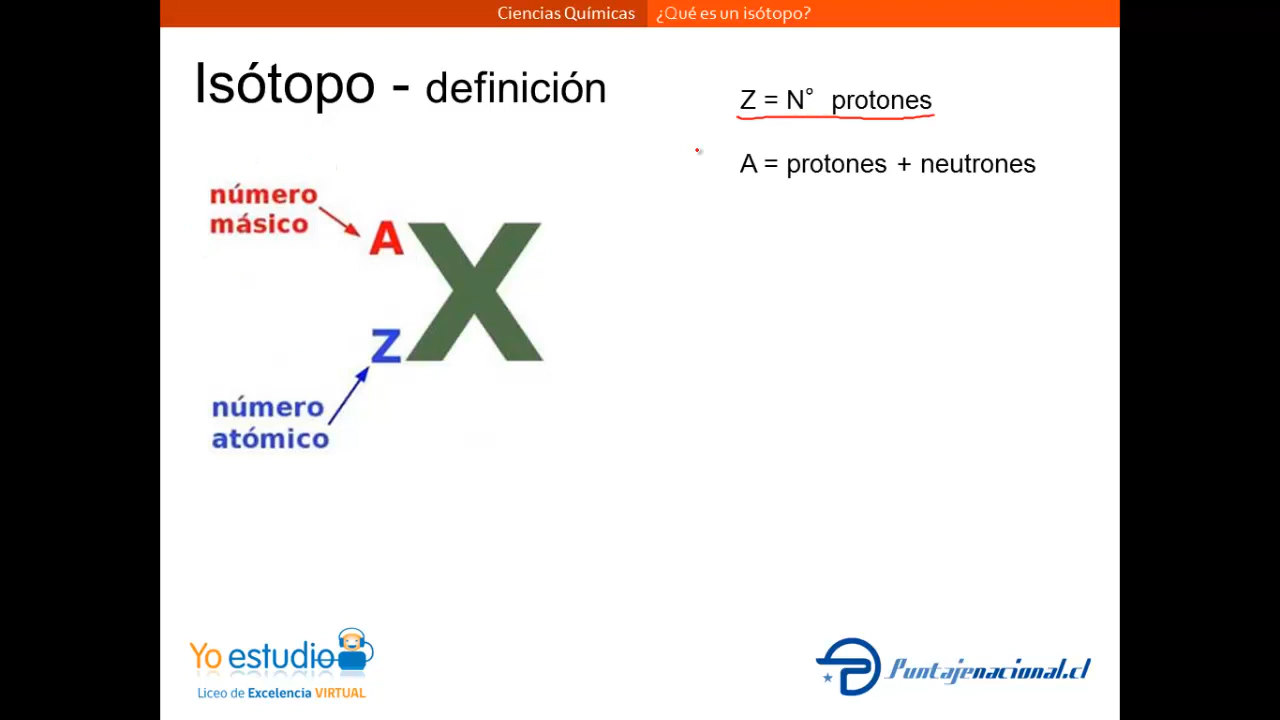 Ciencias Químicas ¿Qué es un isótopo?
Isótopo - definición
Z = N° protones
A = protones + neutrones
número
másico
A
X
Z
número
atómico
Yo estudio
Liceo de Excelencia VIRTUAL
Puntajenacional.cl